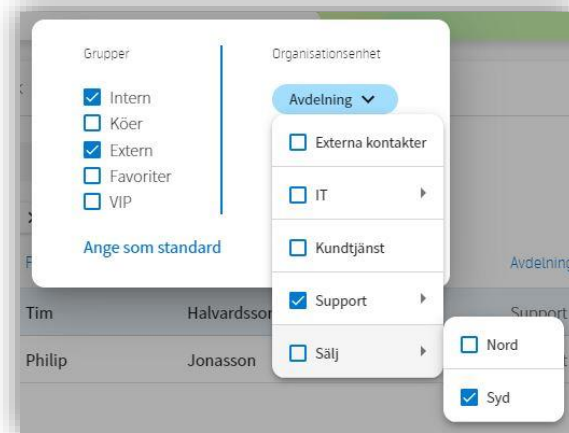 Grupper
Organisationsenhet
Intern
Köer
Extern
Favoriter
VIP
Ange som standard
Avdelning
Externa kontakter
IT
Kundtjänst
Support
Sälj
Nord
Syd
Avdelning
Tim Halvardsson Support
Philip Jonasson